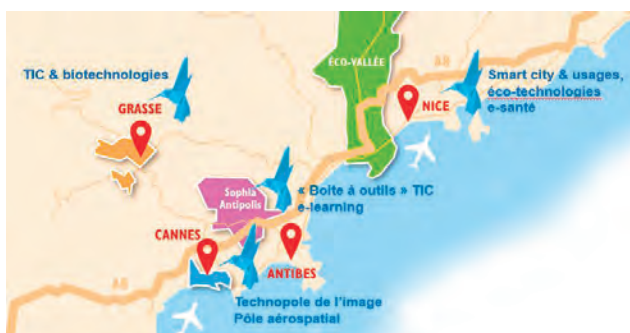 TIC & biotechnologies
GRASSE
ÉCO-VALLÉE
A8
NICE
Smart city & usages,
éco-technologies
e-santé
Sophia
Antipolis
« Boite à outils » TIC
e-learning
CANNES
ANTIBES
A8
Technopole de l'image
Pôle aérospatial